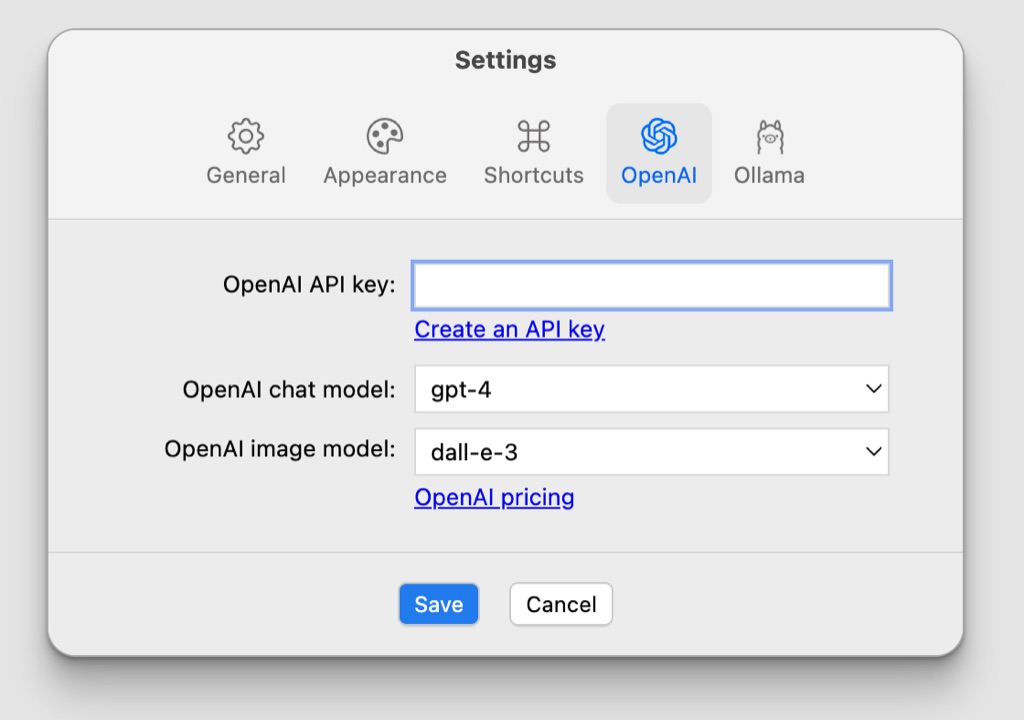 Settings
General Appearance Shortcuts OpenAI Ollama
OpenAI API key:
Create an API key
OpenAI chat model: gpt-4
OpenAI image model: dall-e-3
OpenAI pricing
Save Cancel